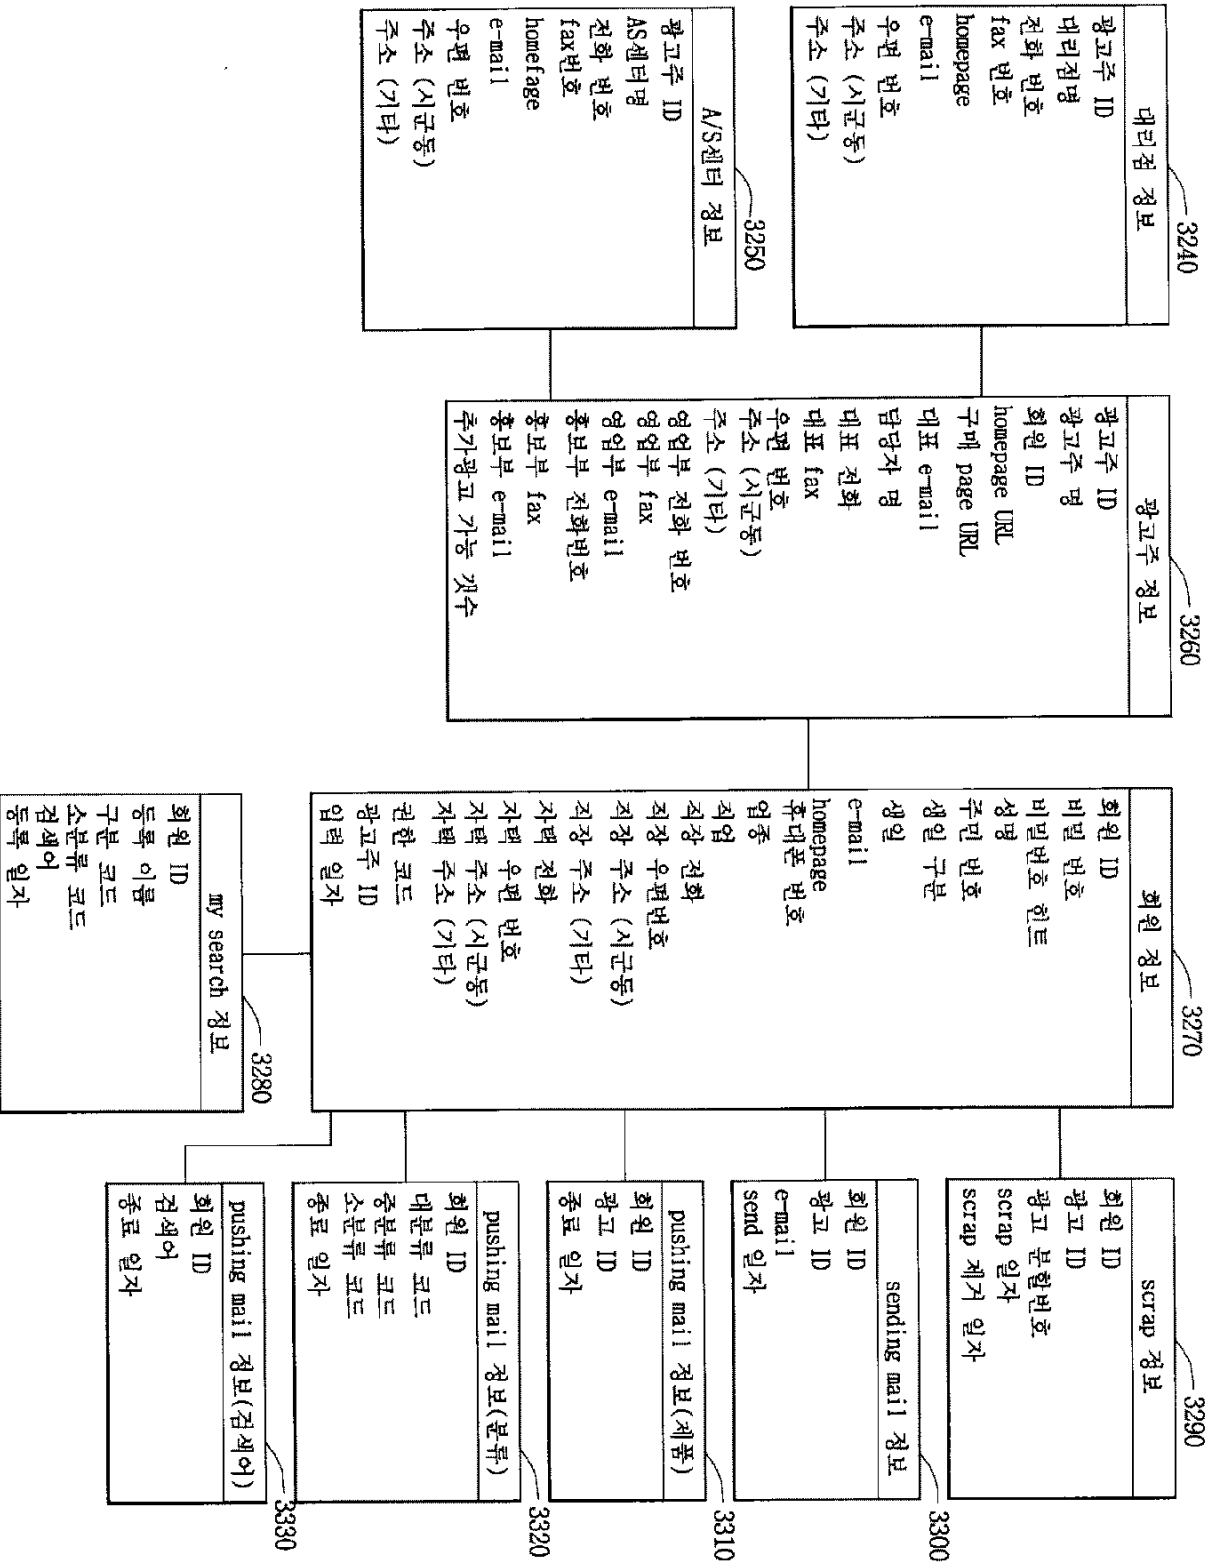 대리점 정보
3240
광고주 ID
대리점명
전화 번호
fax 번호
homepage
e-mail
우편 번호
주소 (시군동)
주소 (기타)
A/S센터 정보
3250
광고주 ID
AS센터명
전화 번호
fax번호
homefage
e-mail
우편 번호
주소 (시군동)
주소 (기타)
광고주 정보
3260
광고주 ID
광고주 명
회원 ID
homepage URL
구매 page URL
대표 e-mail
담당자 명
대표 전화
대표 fax
우편 번호
주소 (시군동)
주소 (기타)
영업부 전화 번호
영업부 fax
영업부 e-mail
홍보부 전화번호
홍보부 fax
홍보부 e-mail
추가광고 가능 갯수
회원 정보
3270
회원 ID
비밀 번호
비밀번호 힌트
성명
주민 번호
생일 구분
생일
e-mail
homepage
휴대폰 번호
업종
직업
직장 전화
직장 우편번호
직장 주소 (시군동)
직장 주소 (기타)
자택 전화
자택 우편 번호
자택 주소 (시군동)
자택 주소 (기타)
권한 코드
광고주 ID
입력 일자
my search 정보
3280
회원 ID
등록 이름
구분 코드
소분류 코드
검색어
등록 일자
scrap 정보
3290
회원 ID
광고 ID
광고 분할번호
scrap 일자
scrap 제거 일자
sending mail 정보
3300
회원 ID
광고 ID
e-mail
send 일자
pushing mail 정보(제품)
3310
회원 ID
광고 ID
종료 일자
pushing mail 정보(분류)
3320
회원 ID
대분류 코드
중분류 코드
소분류 코드
종료 일자
pushing mail 정보(검색어)
3330
회원 ID
검색어
종료 일자